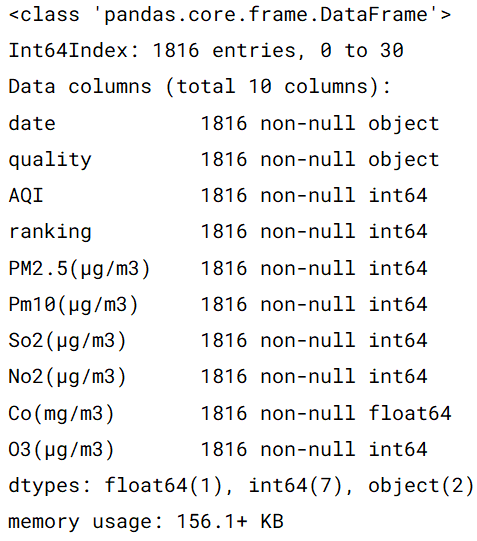 <class 'pandas.core.frame.DataFrame'>
Int64Index: 1816 entries, 0 to 30
Data columns (total 10 columns):
date            1816 non-null object
quality         1816 non-null object
AQI             1816 non-null int64
ranking         1816 non-null int64
PM2.5(μg/m3)    1816 non-null int64
Pm10(μg/m3)     1816 non-null int64
So2(μg/m3)      1816 non-null int64
No2(μg/m3)      1816 non-null int64
Co(mg/m3)       1816 non-null float64
O3(μg/m3)       1816 non-null int64
dtypes: float64(1), int64(7), object(2)
memory usage: 156.1+ KB